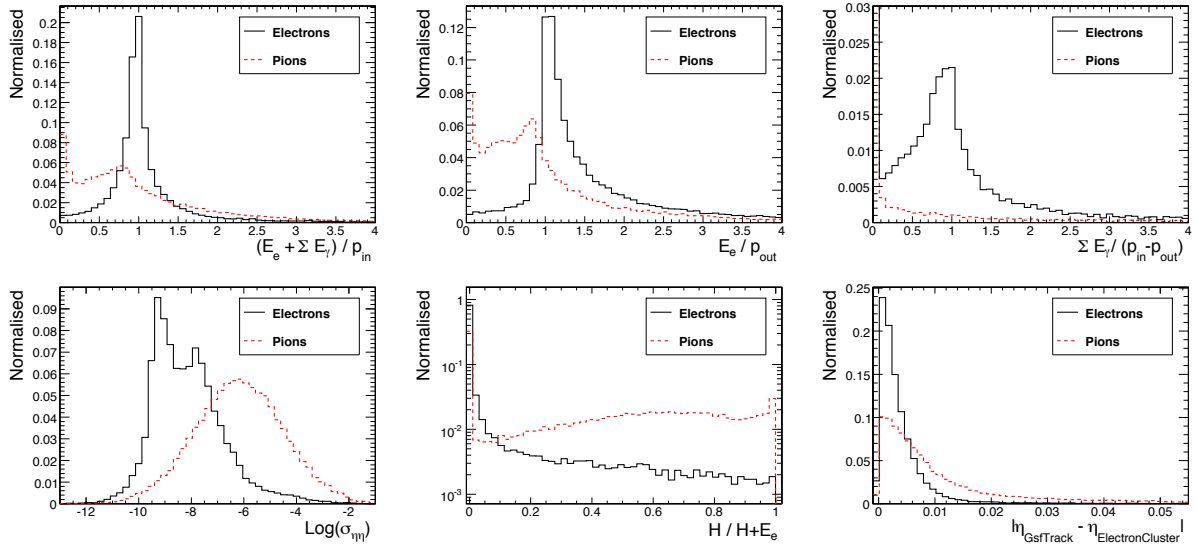 Normalised
0.2
0.18
0.16
0.14
0.12
0.1
0.08
0.06
0.04
0.02
0
Electrons
Pions
0 0.5 1 1.5 2 2.5 3 3.5 4
(E_e + Σ E_γ) / p_in
Normalised
0.12
0.1
0.08
0.06
0.04
0.02
0
Electrons
Pions
0 0.5 1 1.5 2 2.5 3 3.5 4
E_e / p_out
Normalised
0.03
0.025
0.02
0.015
0.01
0.005
0
Electrons
Pions
0 0.5 1 1.5 2 2.5 3 3.5 4
Σ E_γ / (p_in-p_out)
Normalised
0.09
0.08
0.07
0.06
0.05
0.04
0.03
0.02
0.01
0
Electrons
Pions
-12 -10 -8 -6 -4 -2
Log(σ_ηη)
Normalised
1
10^-1
10^-2
10^-3
Electrons
Pions
0 0.2 0.4 0.6 0.8 1
H / H+E_e
Normalised
0.25
0.20
0.15
0.10
0.05
0.00
Electrons
Pions
0 0.01 0.02 0.03 0.04 0.05
|η_GsfTrack - η_ElectronCluster|